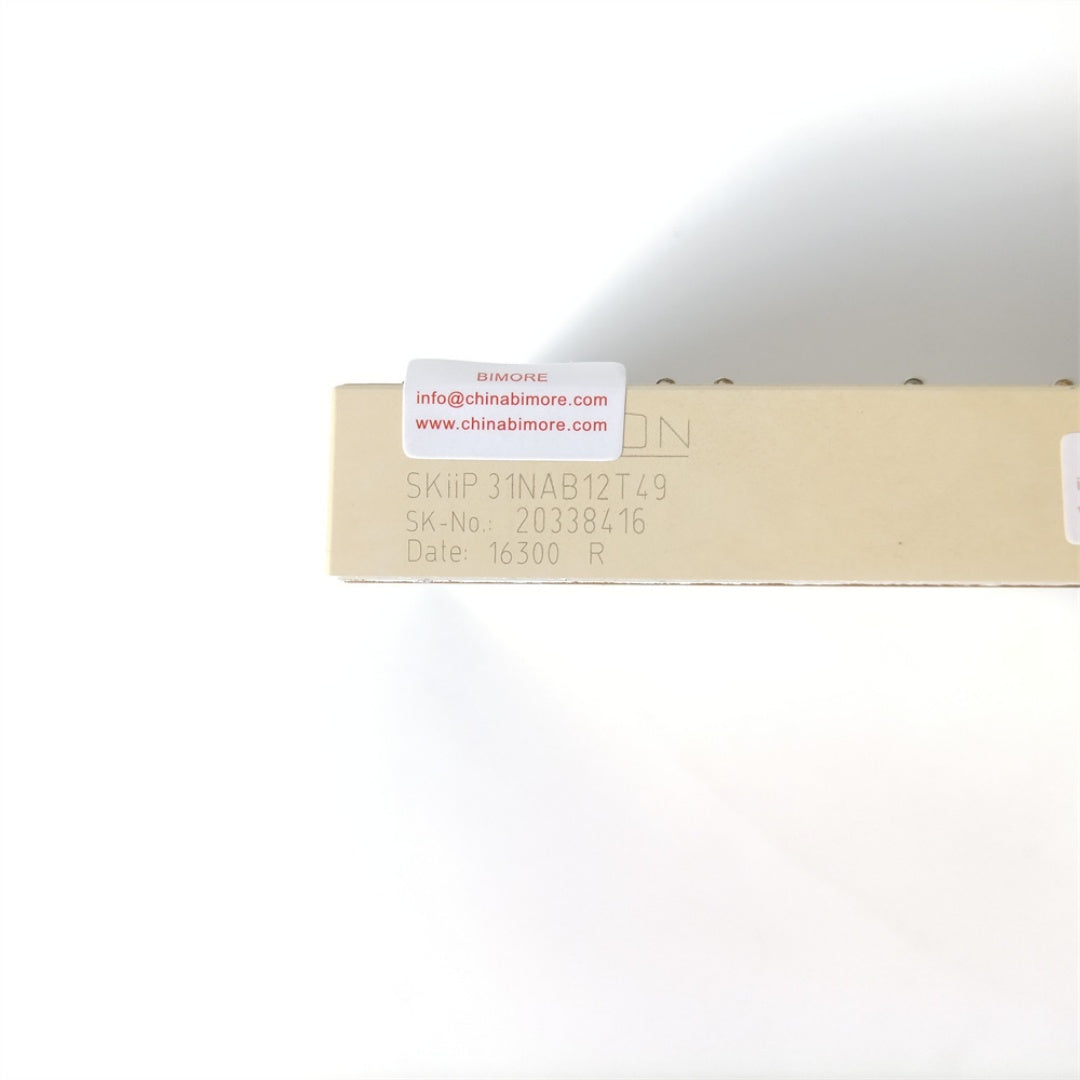 BIMORE
info@chinabimore.com
www.chinabimore.com
SKiiP 31NAB12T49
SK-No.: 20338416
Date: 16300 R